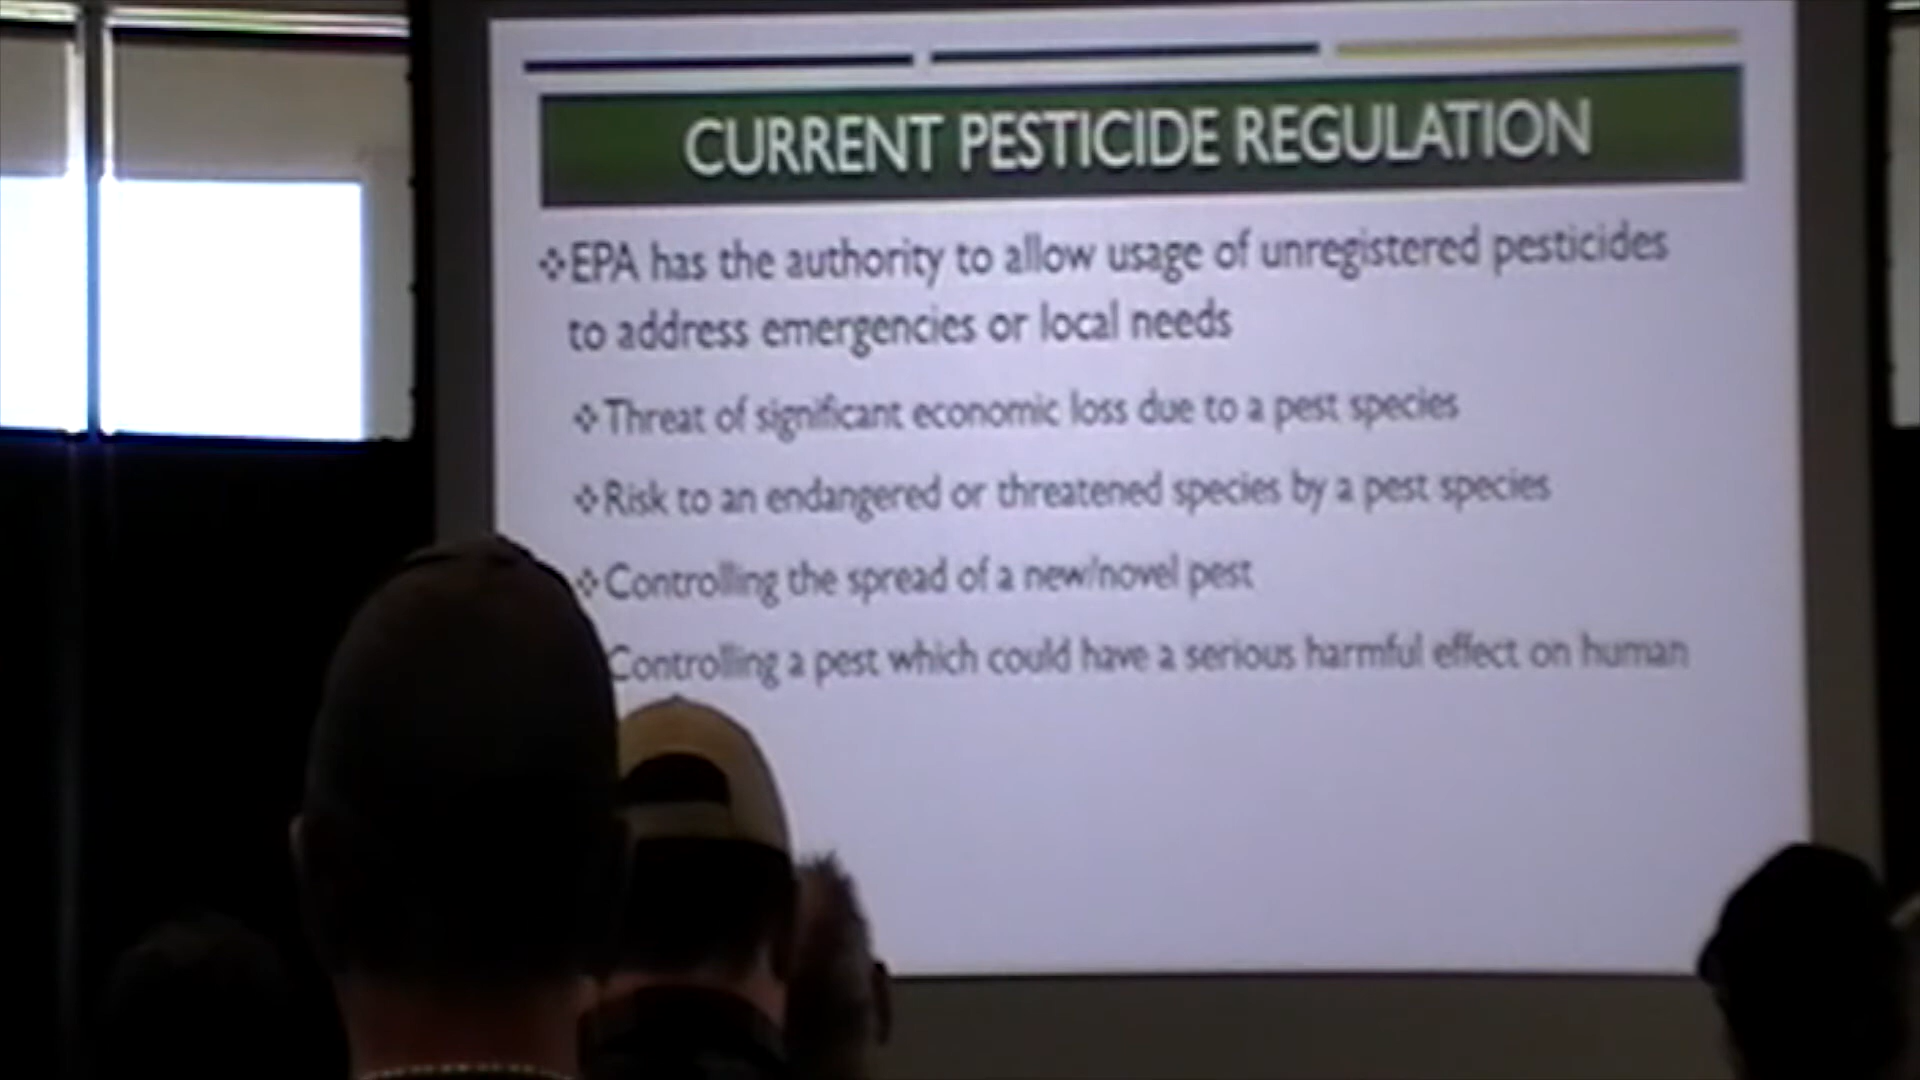 CURRENT PESTICIDE REGULATION
❖EPA has the authority to allow usage of unregistered pesticides
to address emergencies or local needs
❖Threat of significant economic loss due to a pest species
❖Risk to an endangered or threatened species by a pest species
❖Controlling the spread of a new/novel pest
Controlling a pest which could have a serious harmful effect on human